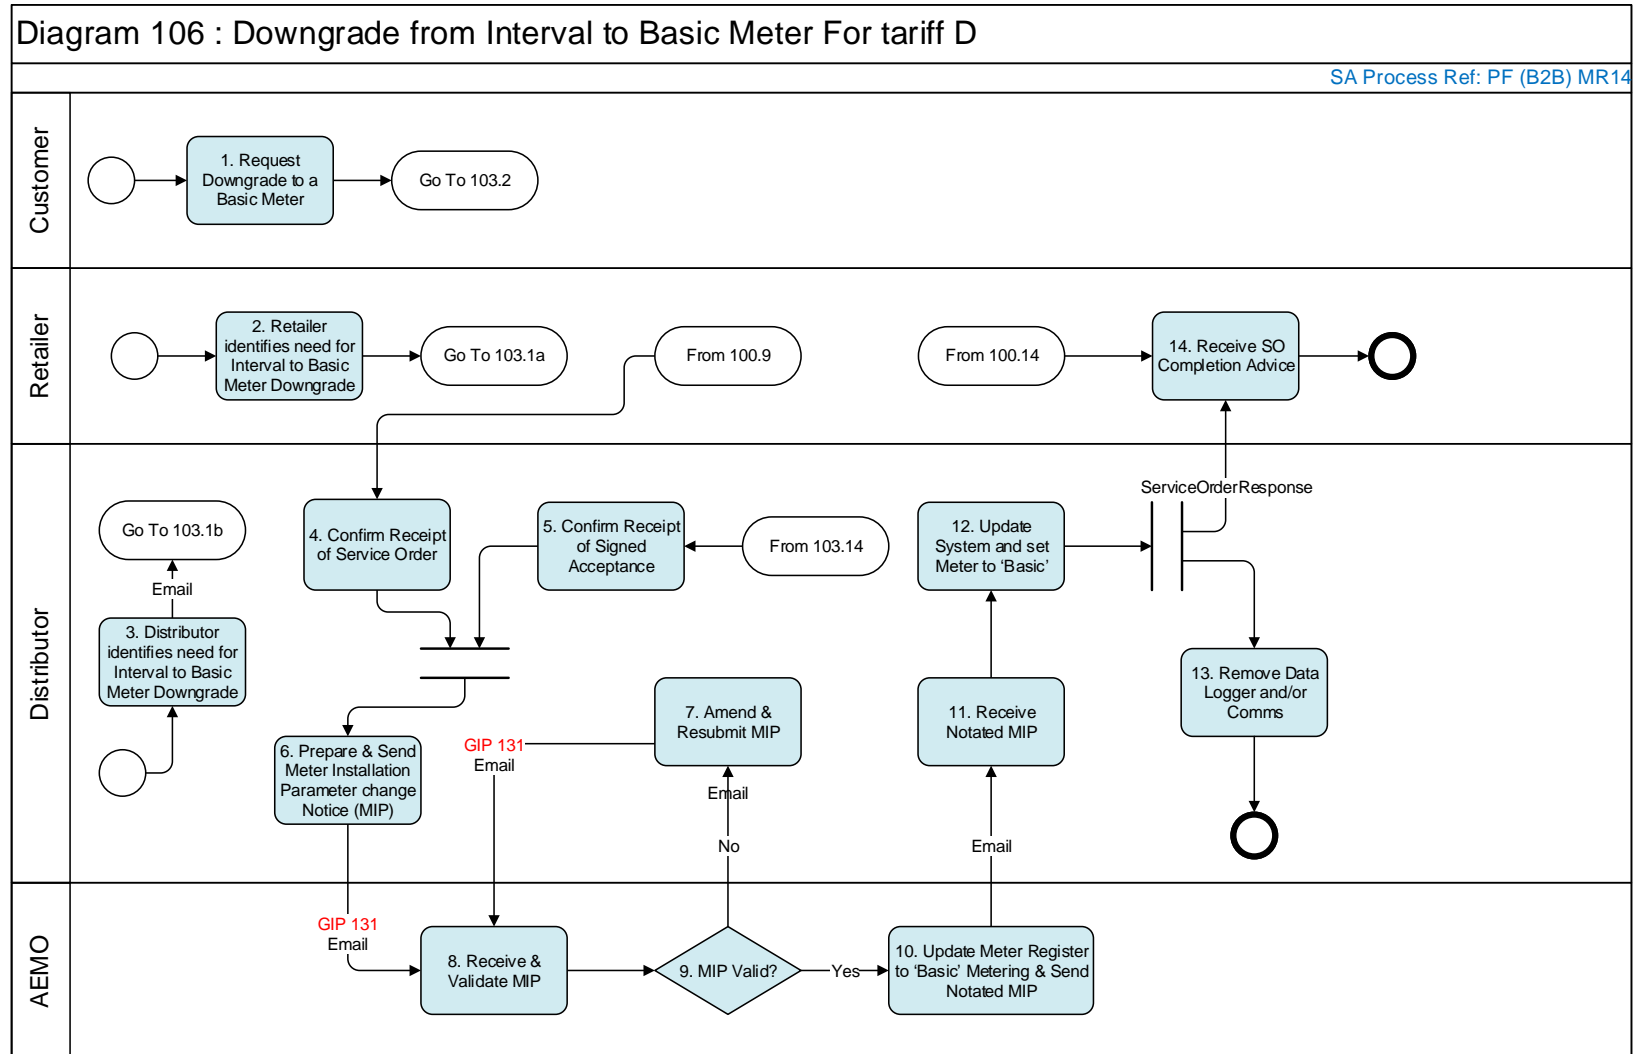 Diagram 106 : Downgrade from Interval to Basic Meter For tariff D
SA Process Ref: PF (B2B) MR14
Customer
1. Request
Downgrade to a
Basic Meter
Go To 103.2
Retailer
2. Retailer
identifies need for
Interval to Basic
Meter Downgrade
Go To 103.1a
From 100.9
From 100.14
14. Receive SO
Completion Advice
Distributor
Go To 103.1b
Email
3. Distributor
identifies need for
Interval to Basic
Meter Downgrade
4. Confirm Receipt
of Service Order
5. Confirm Receipt
of Signed
Acceptance
From 103.14
12. Update
System and set
Meter to ‘Basic’
ServiceOrderResponse
13. Remove Data
Logger and/or
Comms
6. Prepare & Send
Meter Installation
Parameter change
Notice (MIP)
GIP 131
Email
7. Amend &
Resubmit MIP
Email
No
11. Receive
Notated MIP
Email
AEMO
GIP 131
Email
8. Receive &
Validate MIP
9. MIP Valid?
Yes
10. Update Meter Register
to ‘Basic’ Metering & Send
Notated MIP